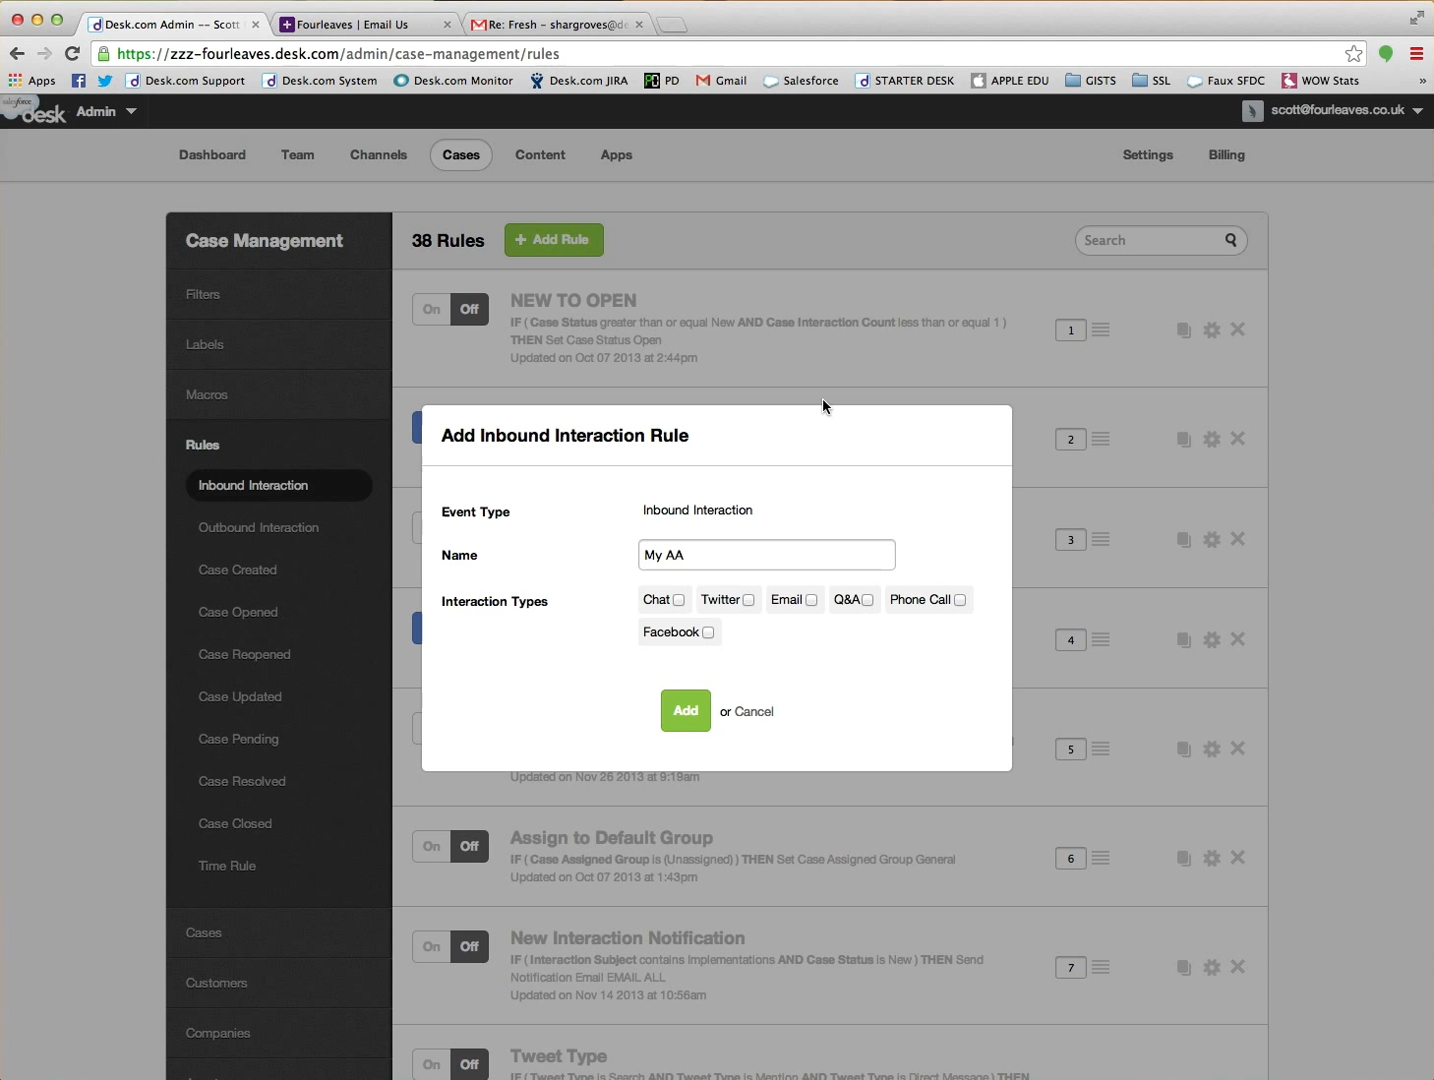 Desk.com Admin -- Scott
Fourleaves | Email Us
Re: Fresh - shargroves@de
https://zzz-fourleaves.desk.com/admin/case-management/rules
Apps
Desk.com Support
Desk.com System
Desk.com Monitor
Desk.com JIRA
PD
Gmail
Salesforce
STARTER DESK
APPLE EDU
GISTS
SSL
Faux SFDC
WOW Stats
»
salesforce
desk
Admin
scott@fourleaves.co.uk
Dashboard
Team
Channels
Cases
Content
Apps
Settings
Billing
Case Management
Filters
Labels
Macros
Rules
Inbound Interaction
Outbound Interaction
Case Created
Case Opened
Case Reopened
Case Updated
Case Pending
Case Resolved
Case Closed
Time Rule
Cases
Customers
Companies
38 Rules
+ Add Rule
Search
On Off
NEW TO OPEN
IF ( Case Status greater than or equal New AND Case Interaction Count less than or equal 1 )
THEN Set Case Status Open
Updated on Oct 07 2013 at 2:44pm
1
2
3
4
5
Add Inbound Interaction Rule
Event Type
Inbound Interaction
Name
My AA
Interaction Types
Chat
Twitter
Email
Q&A
Phone Call
Facebook
Add
or Cancel
Updated on Nov 26 2013 at 9:19am
On Off
Assign to Default Group
IF ( Case Assigned Group is (Unassigned) ) THEN Set Case Assigned Group General
Updated on Oct 07 2013 at 1:43pm
6
On Off
New Interaction Notification
IF ( Interaction Subject contains Implementations AND Case Status is New ) THEN Send
Notification Email EMAIL ALL
Updated on Nov 14 2013 at 10:56am
7
On Off
Tweet Type
IF ( Tweet Type is Search AND Tweet Type is Mention AND Tweet Type is Direct Message ) THEN